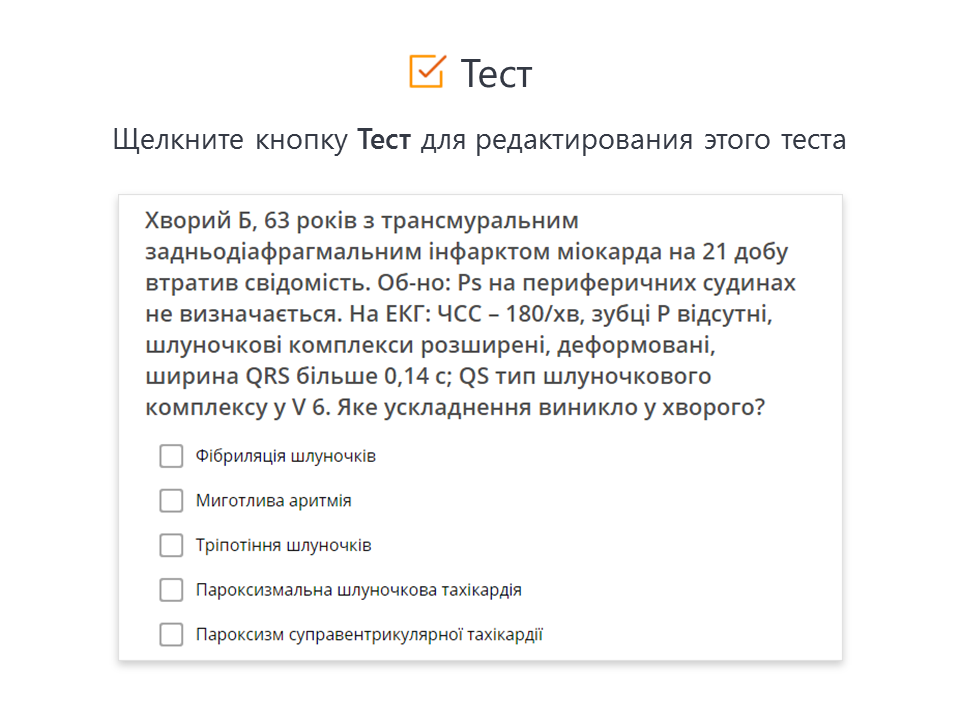 Тест
Щелкните кнопку Тест для редактирования этого теста
Хворий Б, 63 років з трансмуральним
задньодіафрагмальним інфарктом міокарда на 21 добу
втратив свідомість. Об-но: Ps на периферичних судинах
не визначається. На ЕКГ: ЧСС – 180/хв, зубці Р відсутні,
шлуночкові комплекси розширені, деформовані,
ширина QRS більше 0,14 с; QS тип шлуночкового
комплексу у V 6. Яке ускладнення виникло у хворого?
Фібриляція шлуночків
Миготлива аритмія
Тріпотіння шлуночків
Пароксизмальна шлуночкова тахікардія
Пароксизм суправентрикулярної тахікардії